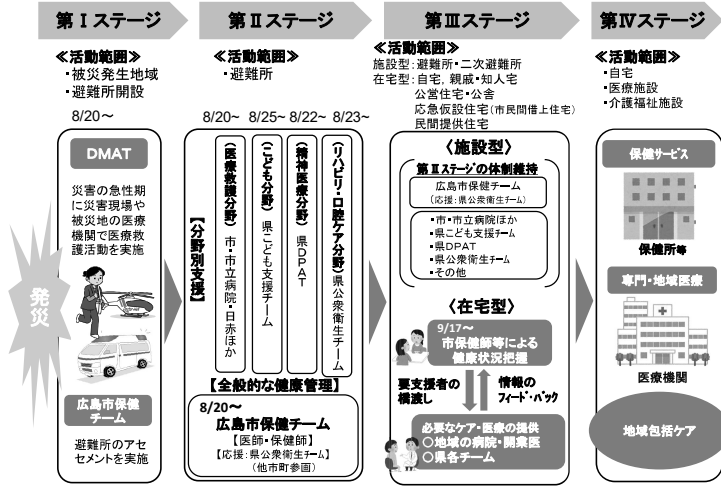 第Ⅰステージ
第Ⅱステージ
第Ⅲステージ
第Ⅳステージ
≪活動範囲≫
・被災発生地域
・避難所開設
8/20～
≪活動範囲≫
・避難所
≪活動範囲≫
施設型：避難所・二次避難所
在宅型：自宅，親戚・知人宅
公営住宅・公舎
応急仮設住宅（市民間借上住宅）
民間提供住宅
≪活動範囲≫
・自宅
・医療施設
・介護福祉施設
発災
DMAT
災害の急性期
に災害現場や
被災地の医療
機関で医療救
護活動を実施
広島市保健
チーム
避難所のアセ
セメントを実施
8/20～
8/25～
8/22～
8/23～
【分野別支援】
（医療救護分野）市・市立病院・日赤ほか
（こども分野）県こども支援チーム
（精神医療分野）県DPAT
（リハビリ・口腔ケア分野）県公衆衛生チーム
【全般的な健康管理】
8/20～
広島市保健チーム
【医師・保健師】
【応援：県公衆衛生チーム】
（他市町参画）
〈施設型〉
第Ⅱステージの体制維持
広島市保健チーム
（応援：県公衆衛生チーム）
・市・市立病院ほか
・県こども支援チーム
・県DPAT
・県公衆衛生チーム
・その他
〈在宅型〉
9/17～
市保健師等による
健康状況把握
要支援者の
橋渡し
情報の
フィード・バック
必要なケア・医療の提供
○地域の病院・開業医
○県各チーム
保健サービス
保健所等
専門・地域医療
医療機関
地域包括ケア